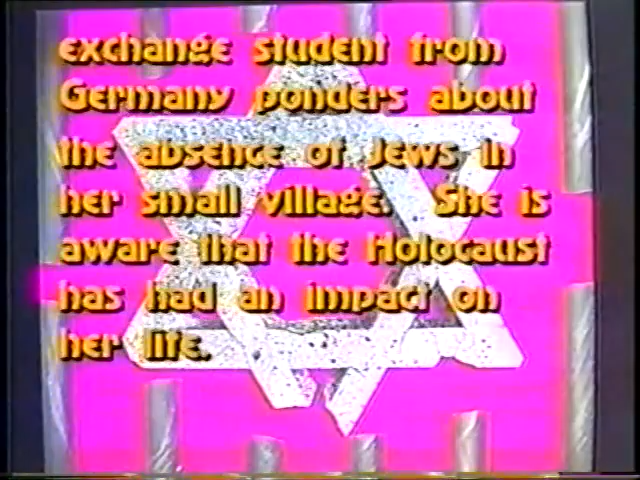 exchange student from
Germany ponders about
the absence of Jews in
her small village. She is
aware that the Holocaust
has had an impact on
her life.